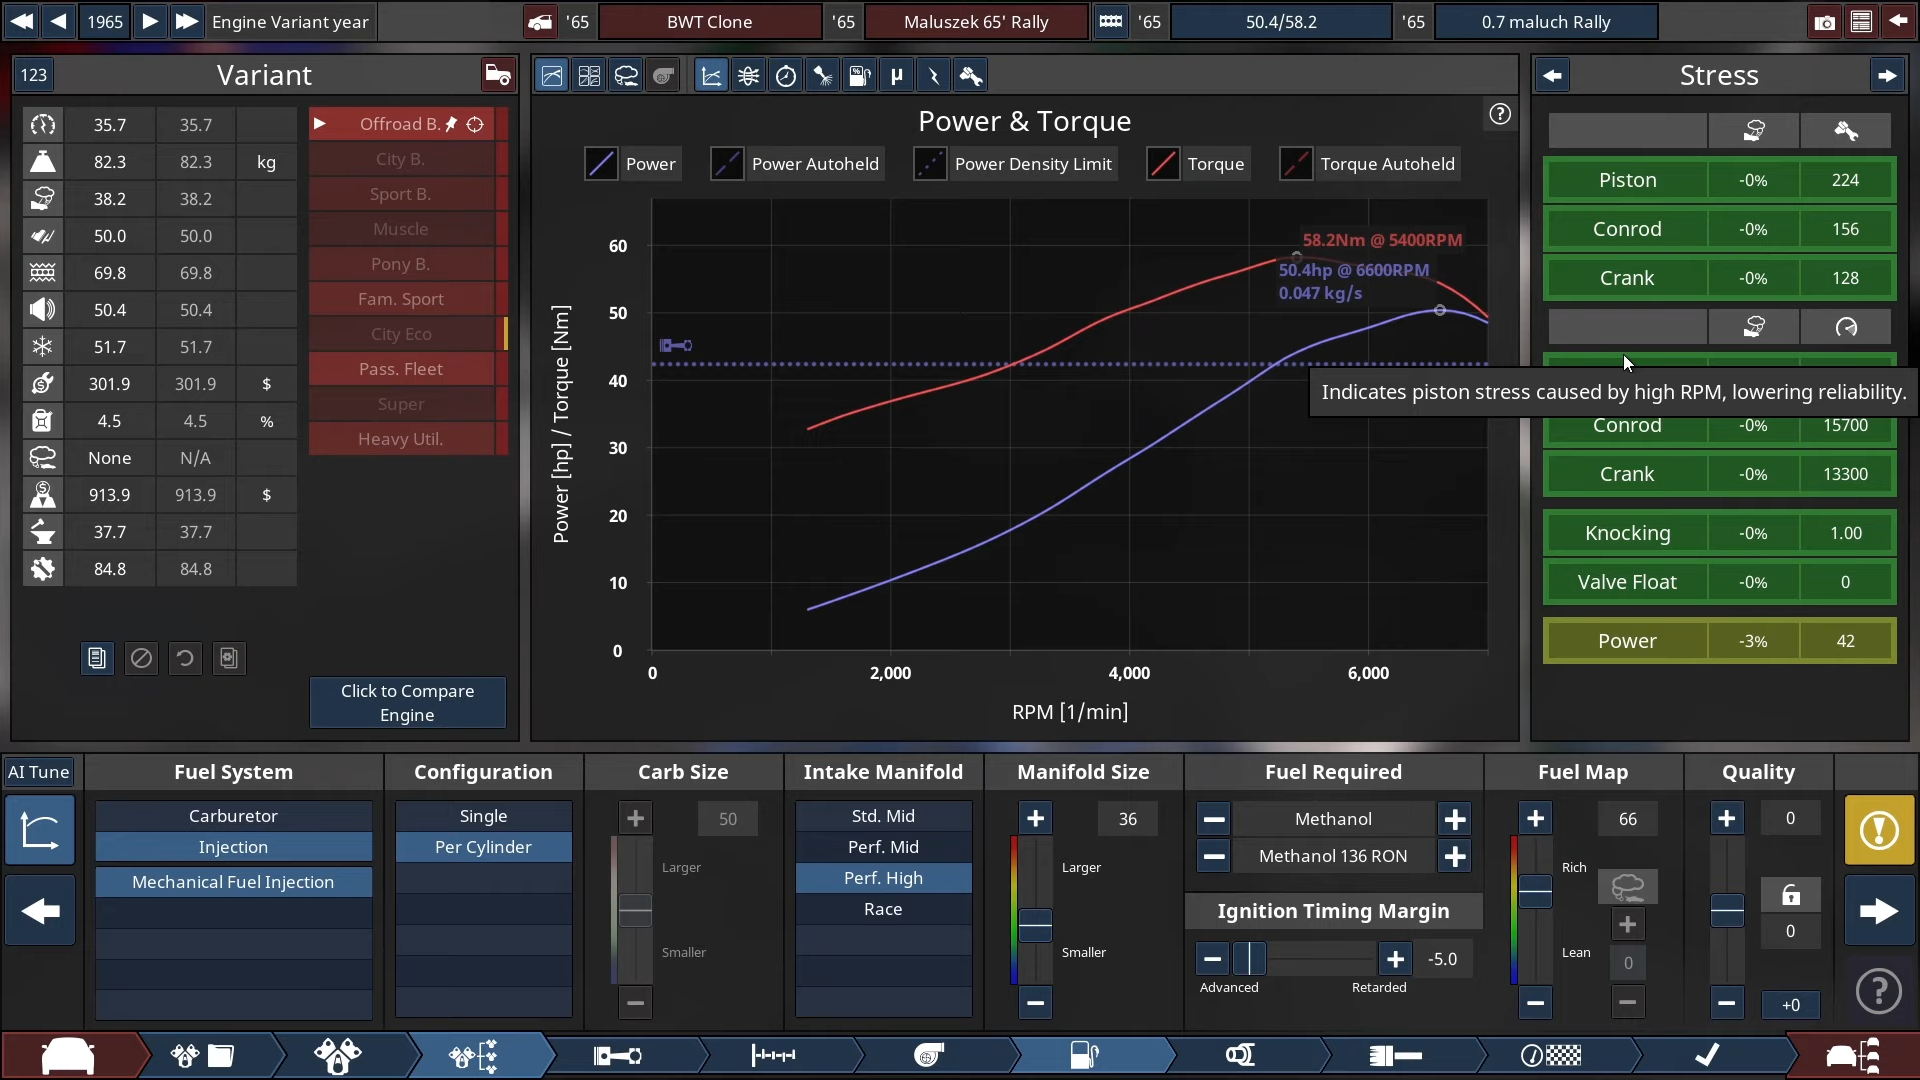 1965
Engine Variant year
'65
BWT Clone
'65
Maluszek 65' Rally
'65
50.4/58.2
'65
0.7 maluch Rally
123
Variant
35.7 35.7
82.3 82.3 kg
38.2 38.2
50.0 50.0
69.8 69.8
50.4 50.4
51.7 51.7
301.9 301.9 $
4.5 4.5 %
None N/A
913.9 913.9 $
37.7 37.7
84.8 84.8
Offroad B.
City B.
Sport B.
Muscle
Pony B.
Fam. Sport
City Eco
Pass. Fleet
Super
Heavy Util.
Click to Compare
Engine
Power & Torque
Power
Power Autoheld
Power Density Limit
Torque
Torque Autoheld
58.2Nm @ 5400RPM
50.4hp @ 6600RPM
0.047 kg/s
Power [hp] / Torque [Nm]
60
50
40
30
20
10
0
0 2,000 4,000 6,000
RPM [1/min]
Stress
Piston -0% 224
Conrod -0% 156
Crank -0% 128
Indicates piston stress caused by high RPM, lowering reliability.
Conrod -0% 15700
Crank -0% 13300
Knocking -0% 1.00
Valve Float -0% 0
Power -3% 42
AI Tune
Fuel System
Carburetor
Injection
Mechanical Fuel Injection
Configuration
Single
Per Cylinder
Carb Size
50
Larger
Smaller
Intake Manifold
Std. Mid
Perf. Mid
Perf. High
Race
Manifold Size
36
Larger
Smaller
Fuel Required
Methanol
Methanol 136 RON
Ignition Timing Margin
-5.0
Advanced
Retarded
Fuel Map
66
Rich
Lean
0
Quality
0
0
+0